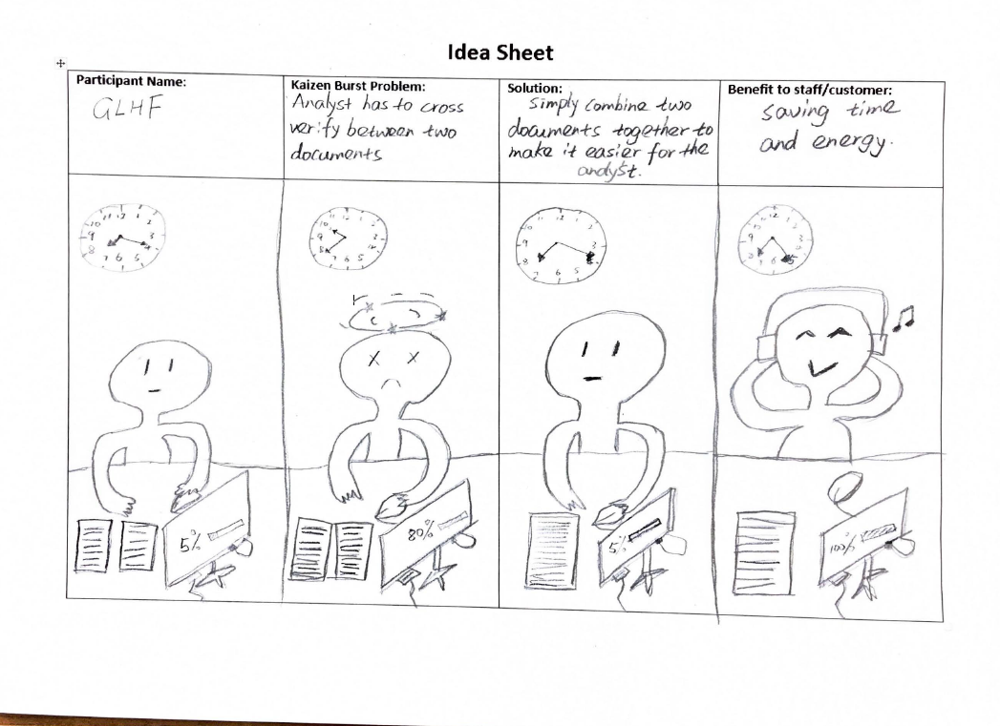 Idea Sheet
Participant Name:
GLHF
Kaizen Burst Problem:
Analyst has to cross
verify between two
documents
Solution:
Simply combine two
documents together to
make it easier for the
analyst.
Benefit to staff/customer:
saving time
and energy.
5%
80%
5%
100%